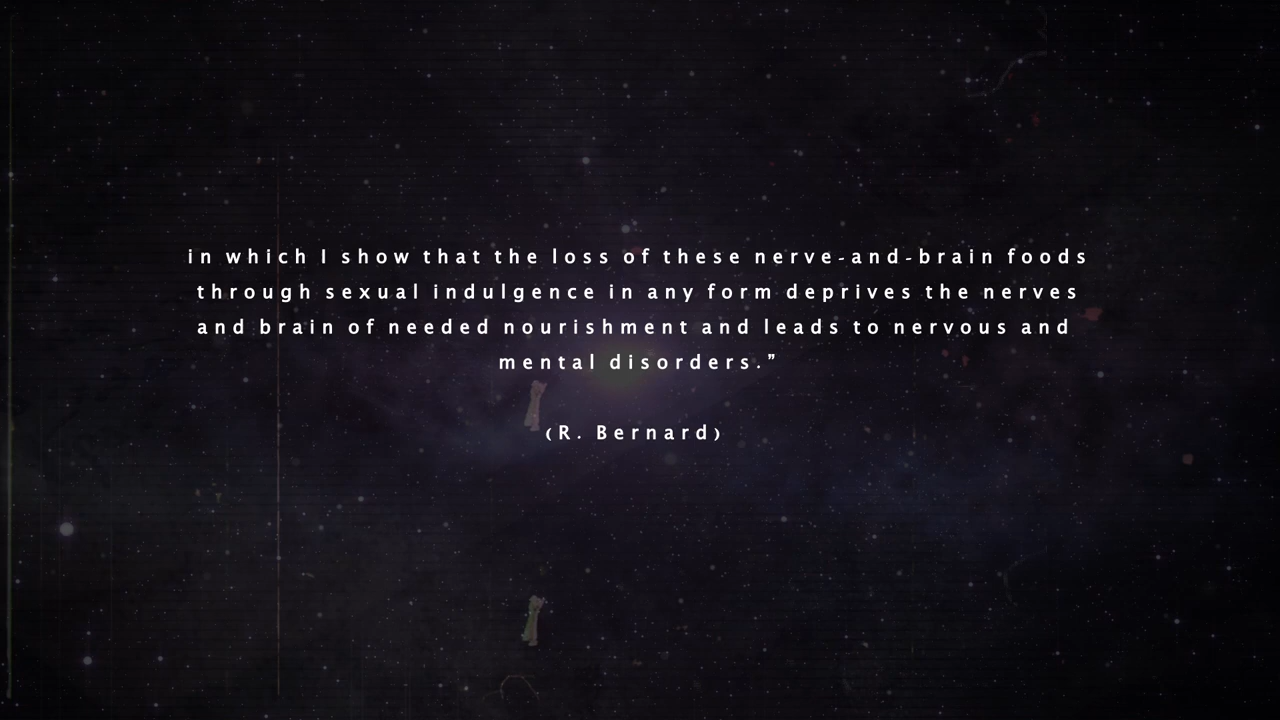 in which I show that the loss of these nerve-and-brain foods
through sexual indulgence in any form deprives the nerves
and brain of needed nourishment and leads to nervous and
mental disorders.”
(R. Bernard)